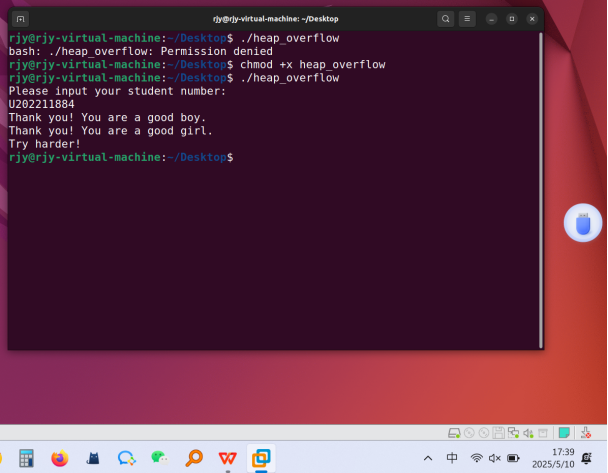 rjy@rjy-virtual-machine: ~/Desktop
rjy@rjy-virtual-machine:~/Desktop$ ./heap_overflow
bash: ./heap_overflow: Permission denied
rjy@rjy-virtual-machine:~/Desktop$ chmod +x heap_overflow
rjy@rjy-virtual-machine:~/Desktop$ ./heap_overflow
Please input your student number:
U202211884
Thank you! You are a good boy.
Thank you! You are a good girl.
Try harder!
rjy@rjy-virtual-machine:~/Desktop$
中
17:39
2025/5/10